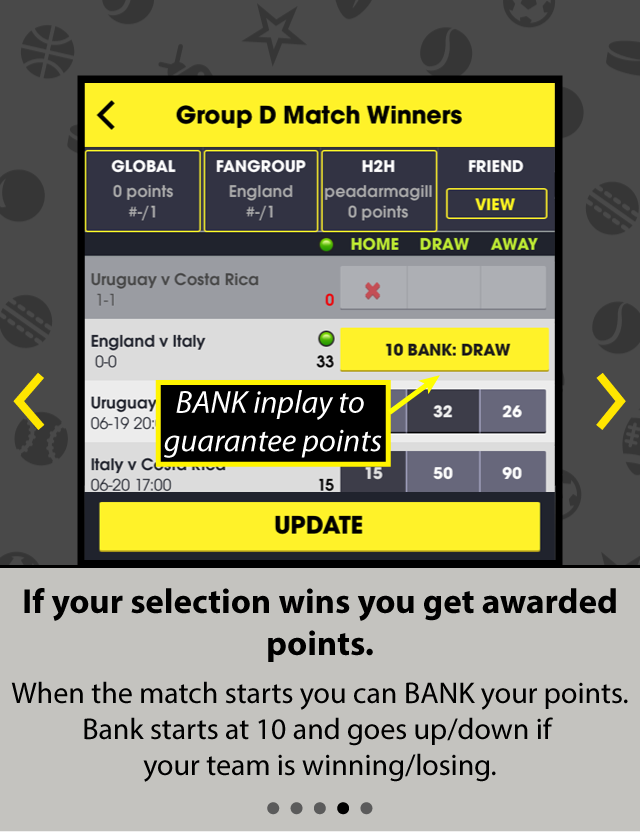 Group D Match Winners
GLOBAL FANGROUP H2H FRIEND
0 points England peadarmagill VIEW
#-/1 #-/1 0 points
HOME DRAW AWAY
Uruguay v Costa Rica
1-1 0
England v Italy
0-0 33 10 BANK: DRAW
Uruguay 32 26
06-19 20:
BANK inplay to
guarantee points
Italy v Costa Rica 15 50 90
06-20 17:00 15
UPDATE
If your selection wins you get awarded
points.
When the match starts you can BANK your points.
Bank starts at 10 and goes up/down if
your team is winning/losing.